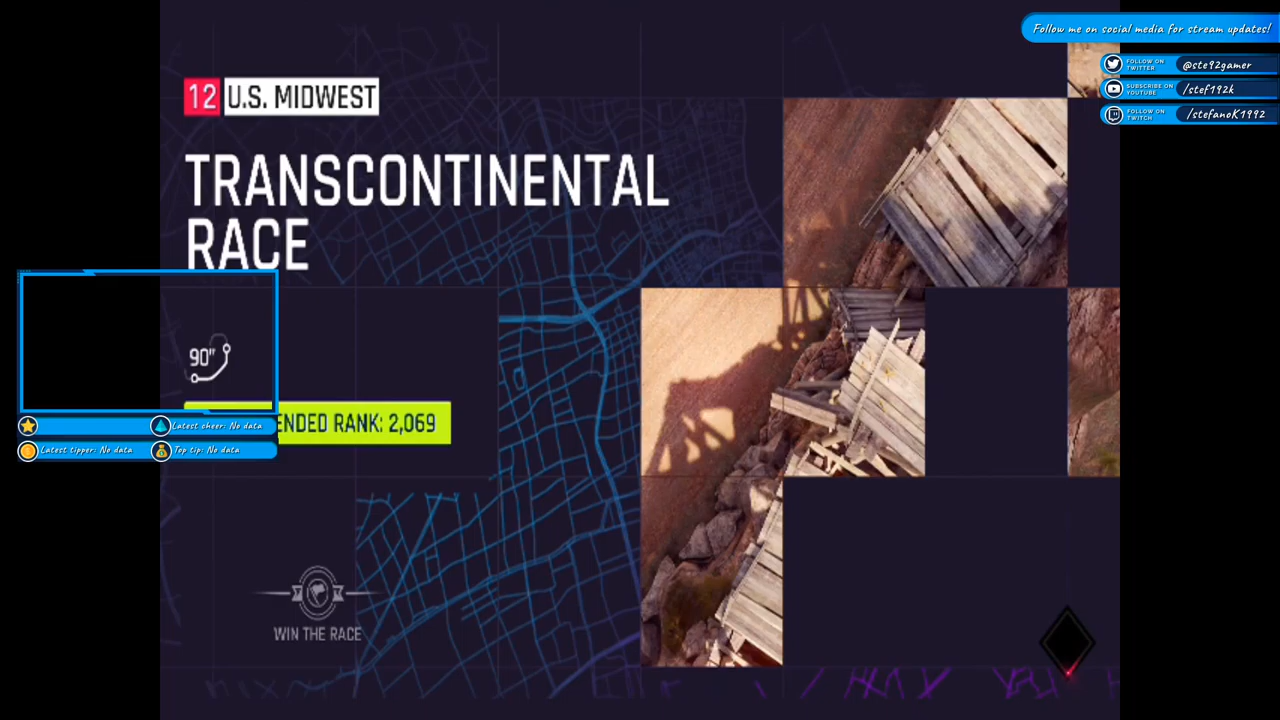 Follow me on social media for stream updates!
FOLLOW ON TWITTER
@ste92gamer
SUBSCRIBE ON YOUTUBE
/stef192k
FOLLOW ON TWITCH
/stefanoK1992
12 U.S. MIDWEST
TRANSCONTINENTAL
RACE
90"
ENDED RANK: 2,069
Latest cheer: No data
Latest tipper: No data
Top tip: No data
WIN THE RACE